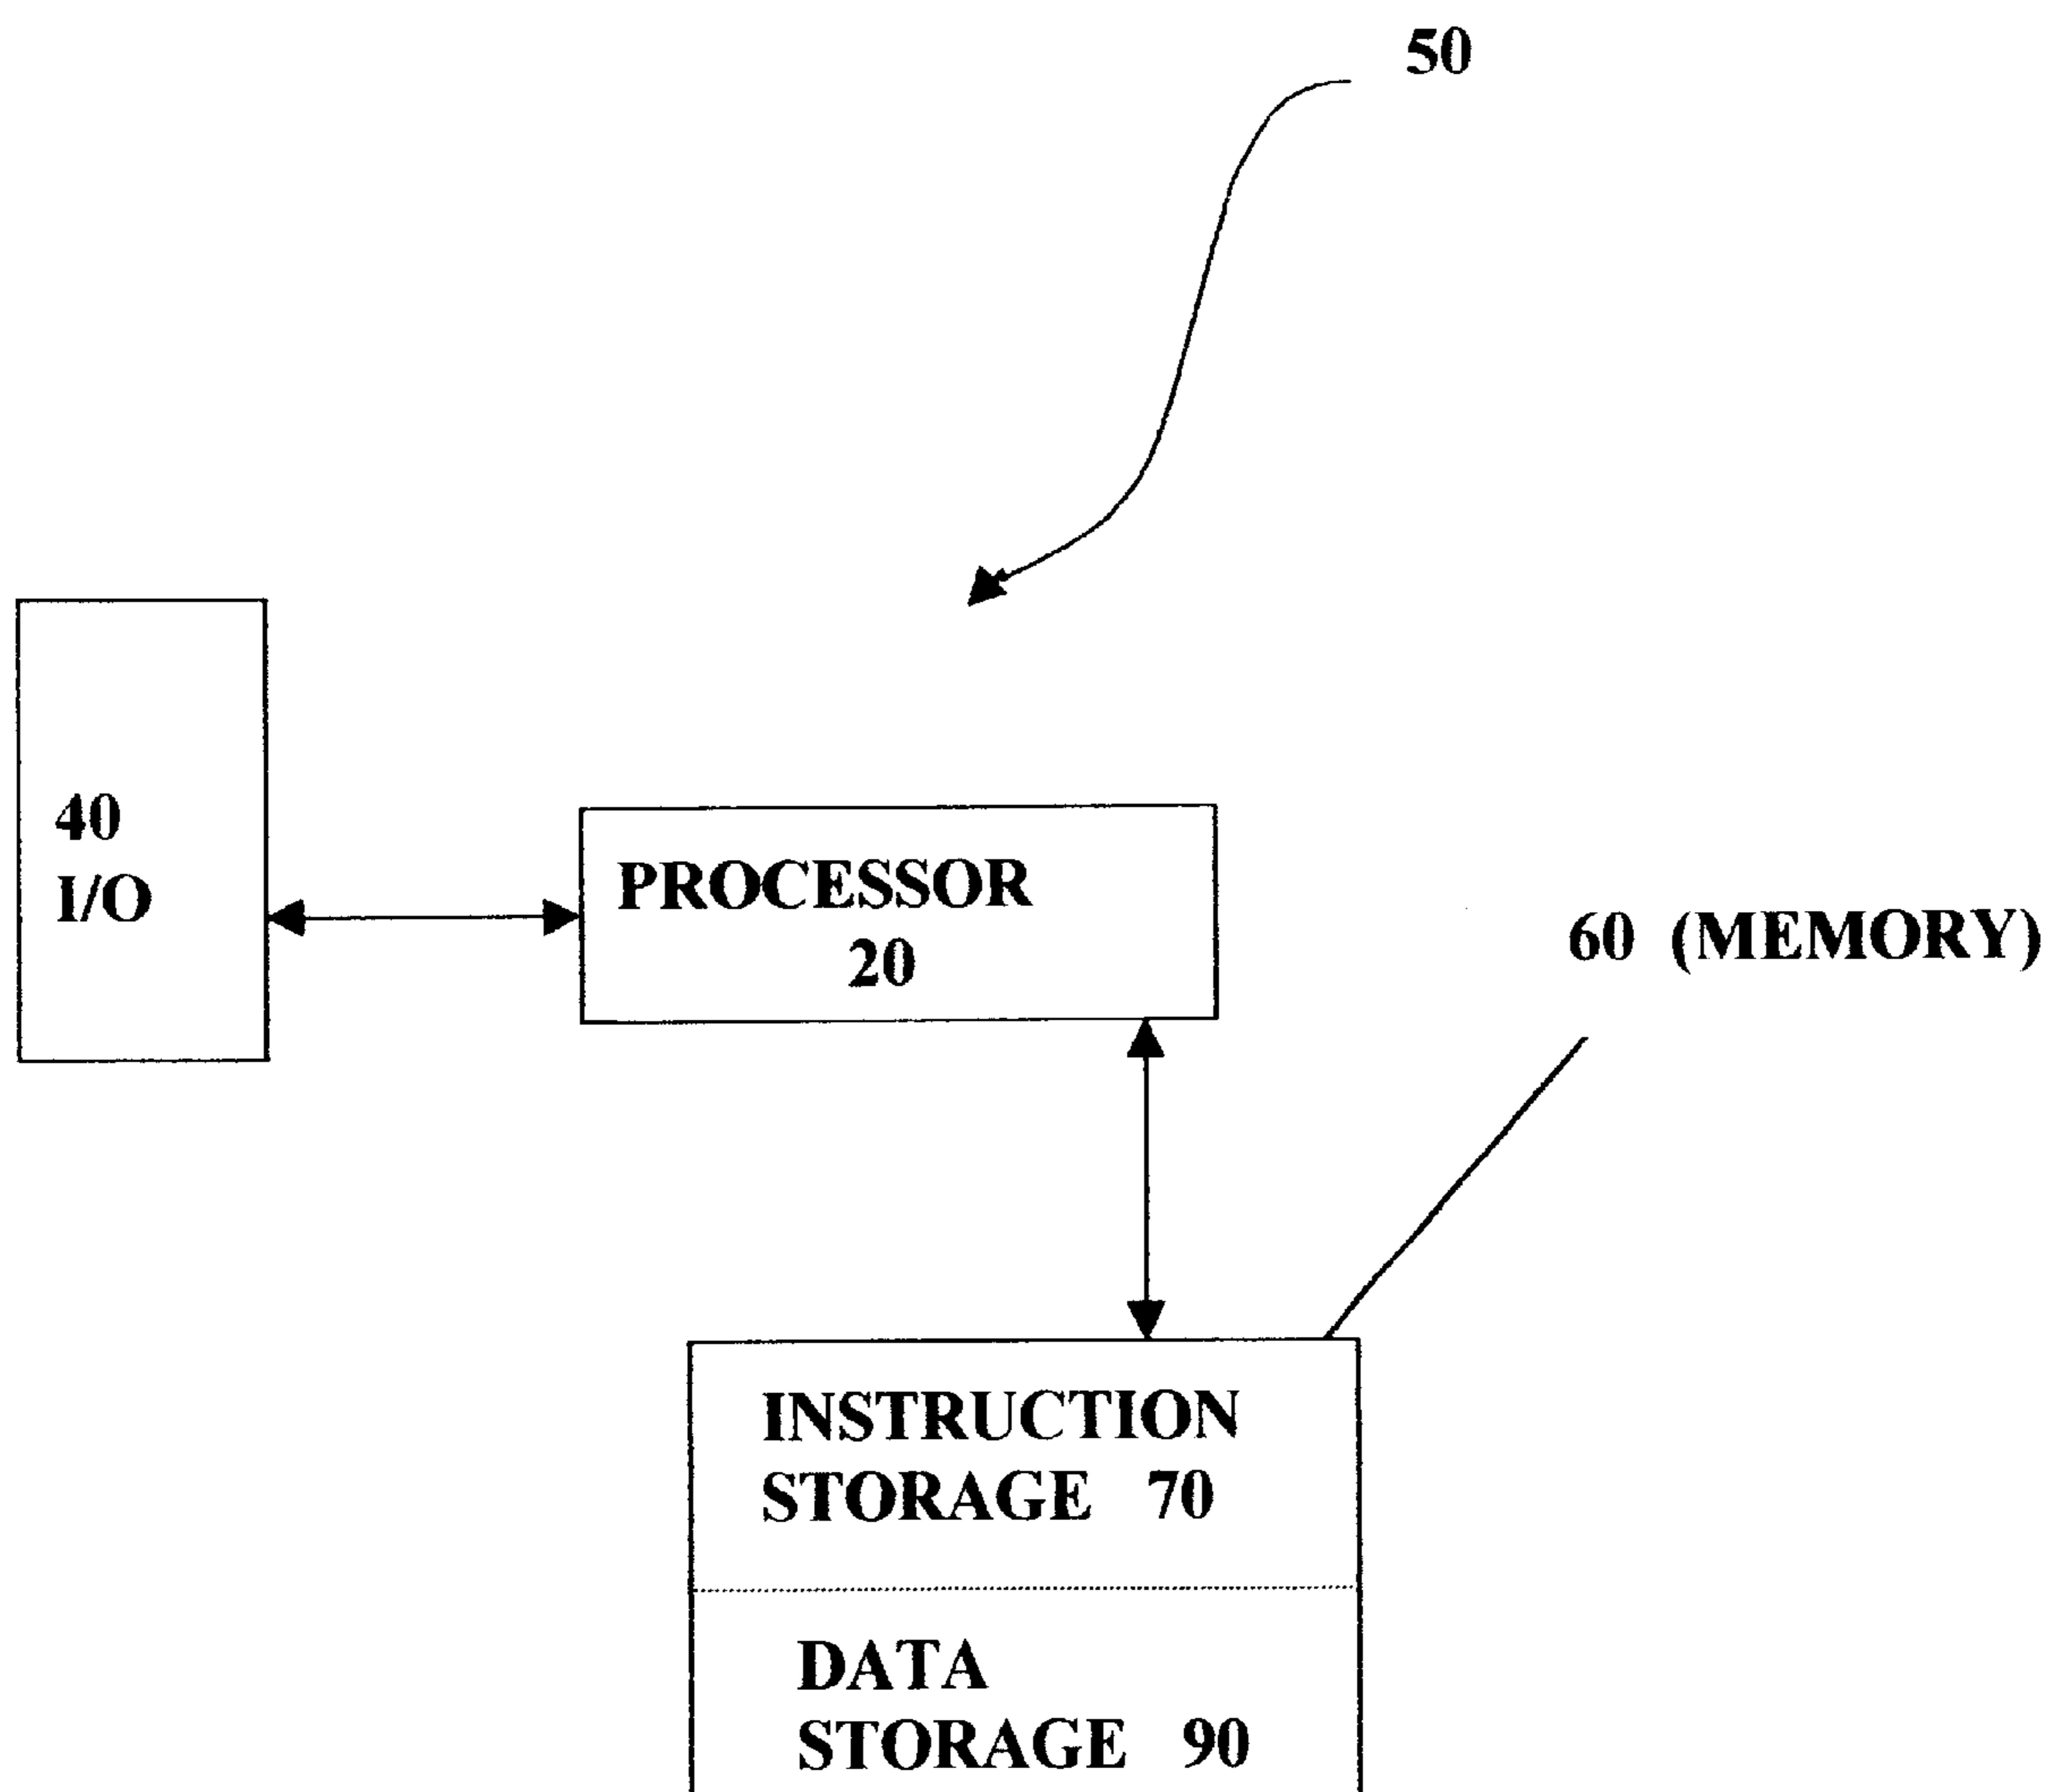 50
40
I/O
PROCESSOR
20
60 (MEMORY)
INSTRUCTION
STORAGE 70
DATA
STORAGE 90